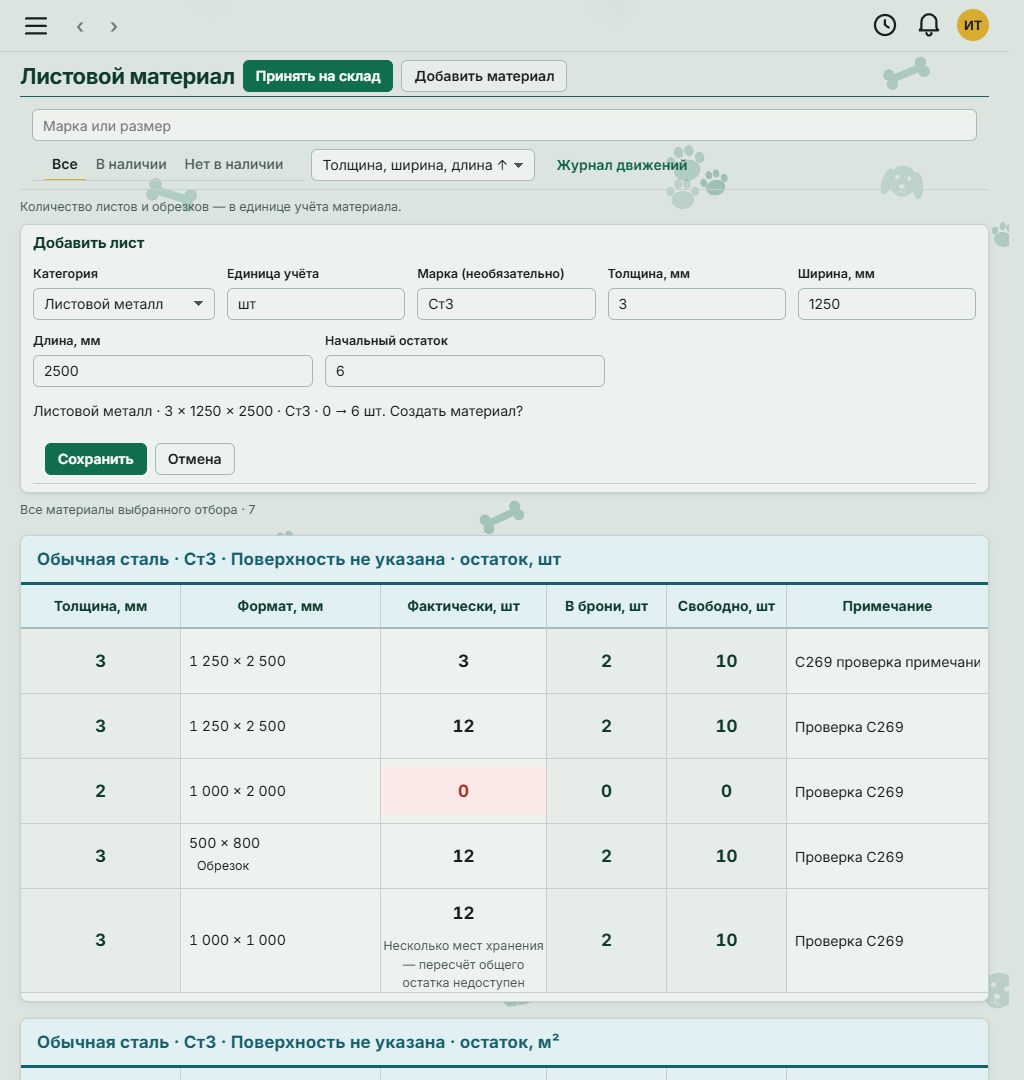 ИТ
Листовой материал Принять на склад Добавить материал
Марка или размер
Все В наличии Нет в наличии Толщина, ширина, длина ↑ Журнал движений
Количество листов и обрезков — в единице учёта материала.
Добавить лист
Категория Единица учёта Марка (необязательно) Толщина, мм Ширина, мм
Листовой металл шт Ст3 3 1250
Длина, мм Начальный остаток
2500 6
Листовой металл · 3 × 1250 × 2500 · Ст3 · 0 → 6 шт. Создать материал?
Сохранить Отмена
Все материалы выбранного отбора · 7
Обычная сталь · Ст3 · Поверхность не указана · остаток, шт
Толщина, мм Формат, мм Фактически, шт В брони, шт Свободно, шт Примечание
3 1 250 × 2 500 3 2 10 С269 проверка примечани
3 1 250 × 2 500 12 2 10 Проверка С269
2 1 000 × 2 000 0 0 0 Проверка С269
3 500 × 800 12 2 10 Проверка С269
Обрезок
3 1 000 × 1 000 12 2 10 Проверка С269
Несколько мест хранения
— пересчёт общего
остатка недоступен
Обычная сталь · Ст3 · Поверхность не указана · остаток, м²